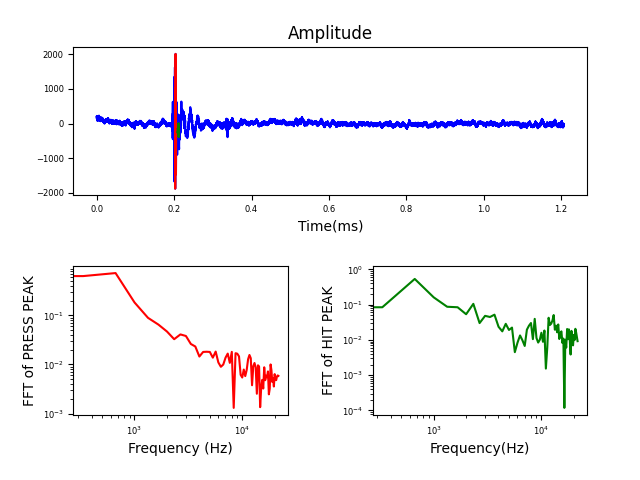 Amplitude
2000
1000
0
−1000
−2000
0.0 0.2 0.4 0.6 0.8 1.0 1.2
Time(ms)
FFT of PRESS PEAK
10⁻¹
10⁻²
10⁻³
10³ 10⁴
Frequency (Hz)
FFT of HIT PEAK
10⁰
10⁻¹
10⁻²
10⁻³
10⁻⁴
10³ 10⁴
Frequency(Hz)